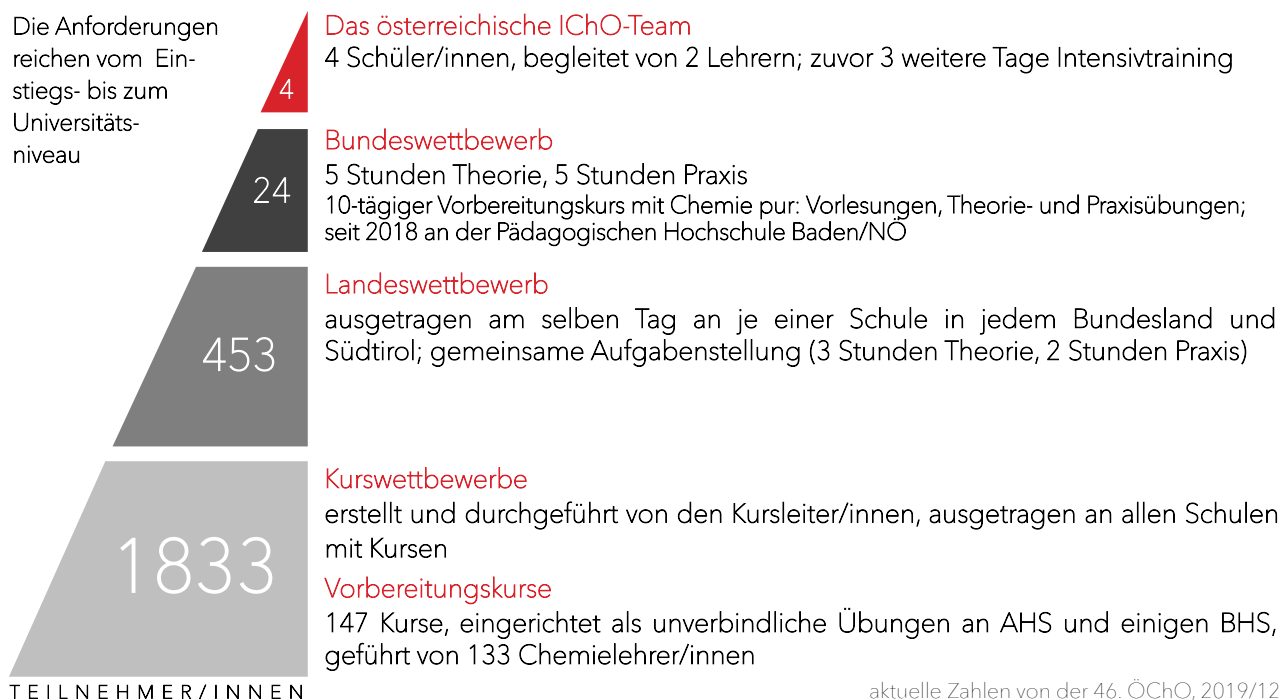 Die Anforderungen
reichen vom Ein-
stiegs- bis zum
Universitäts-
niveau
4
Das österreichische IChO-Team
4 Schüler/innen, begleitet von 2 Lehrern; zuvor 3 weitere Tage Intensivtraining
24
Bundeswettbewerb
5 Stunden Theorie, 5 Stunden Praxis
10-tägiger Vorbereitungskurs mit Chemie pur: Vorlesungen, Theorie- und Praxisübungen;
seit 2018 an der Pädagogischen Hochschule Baden/NÖ
453
Landeswettbewerb
ausgetragen am selben Tag an je einer Schule in jedem Bundesland und
Südtirol; gemeinsame Aufgabenstellung (3 Stunden Theorie, 2 Stunden Praxis)
1833
Kurswettbewerbe
erstellt und durchgeführt von den Kursleiter/innen, ausgetragen an allen Schulen
mit Kursen
Vorbereitungskurse
147 Kurse, eingerichtet als unverbindliche Übungen an AHS und einigen BHS,
geführt von 133 Chemielehrer/innen
TEILNEHMER/INNEN
aktuelle Zahlen von der 46. ÖChO, 2019/12